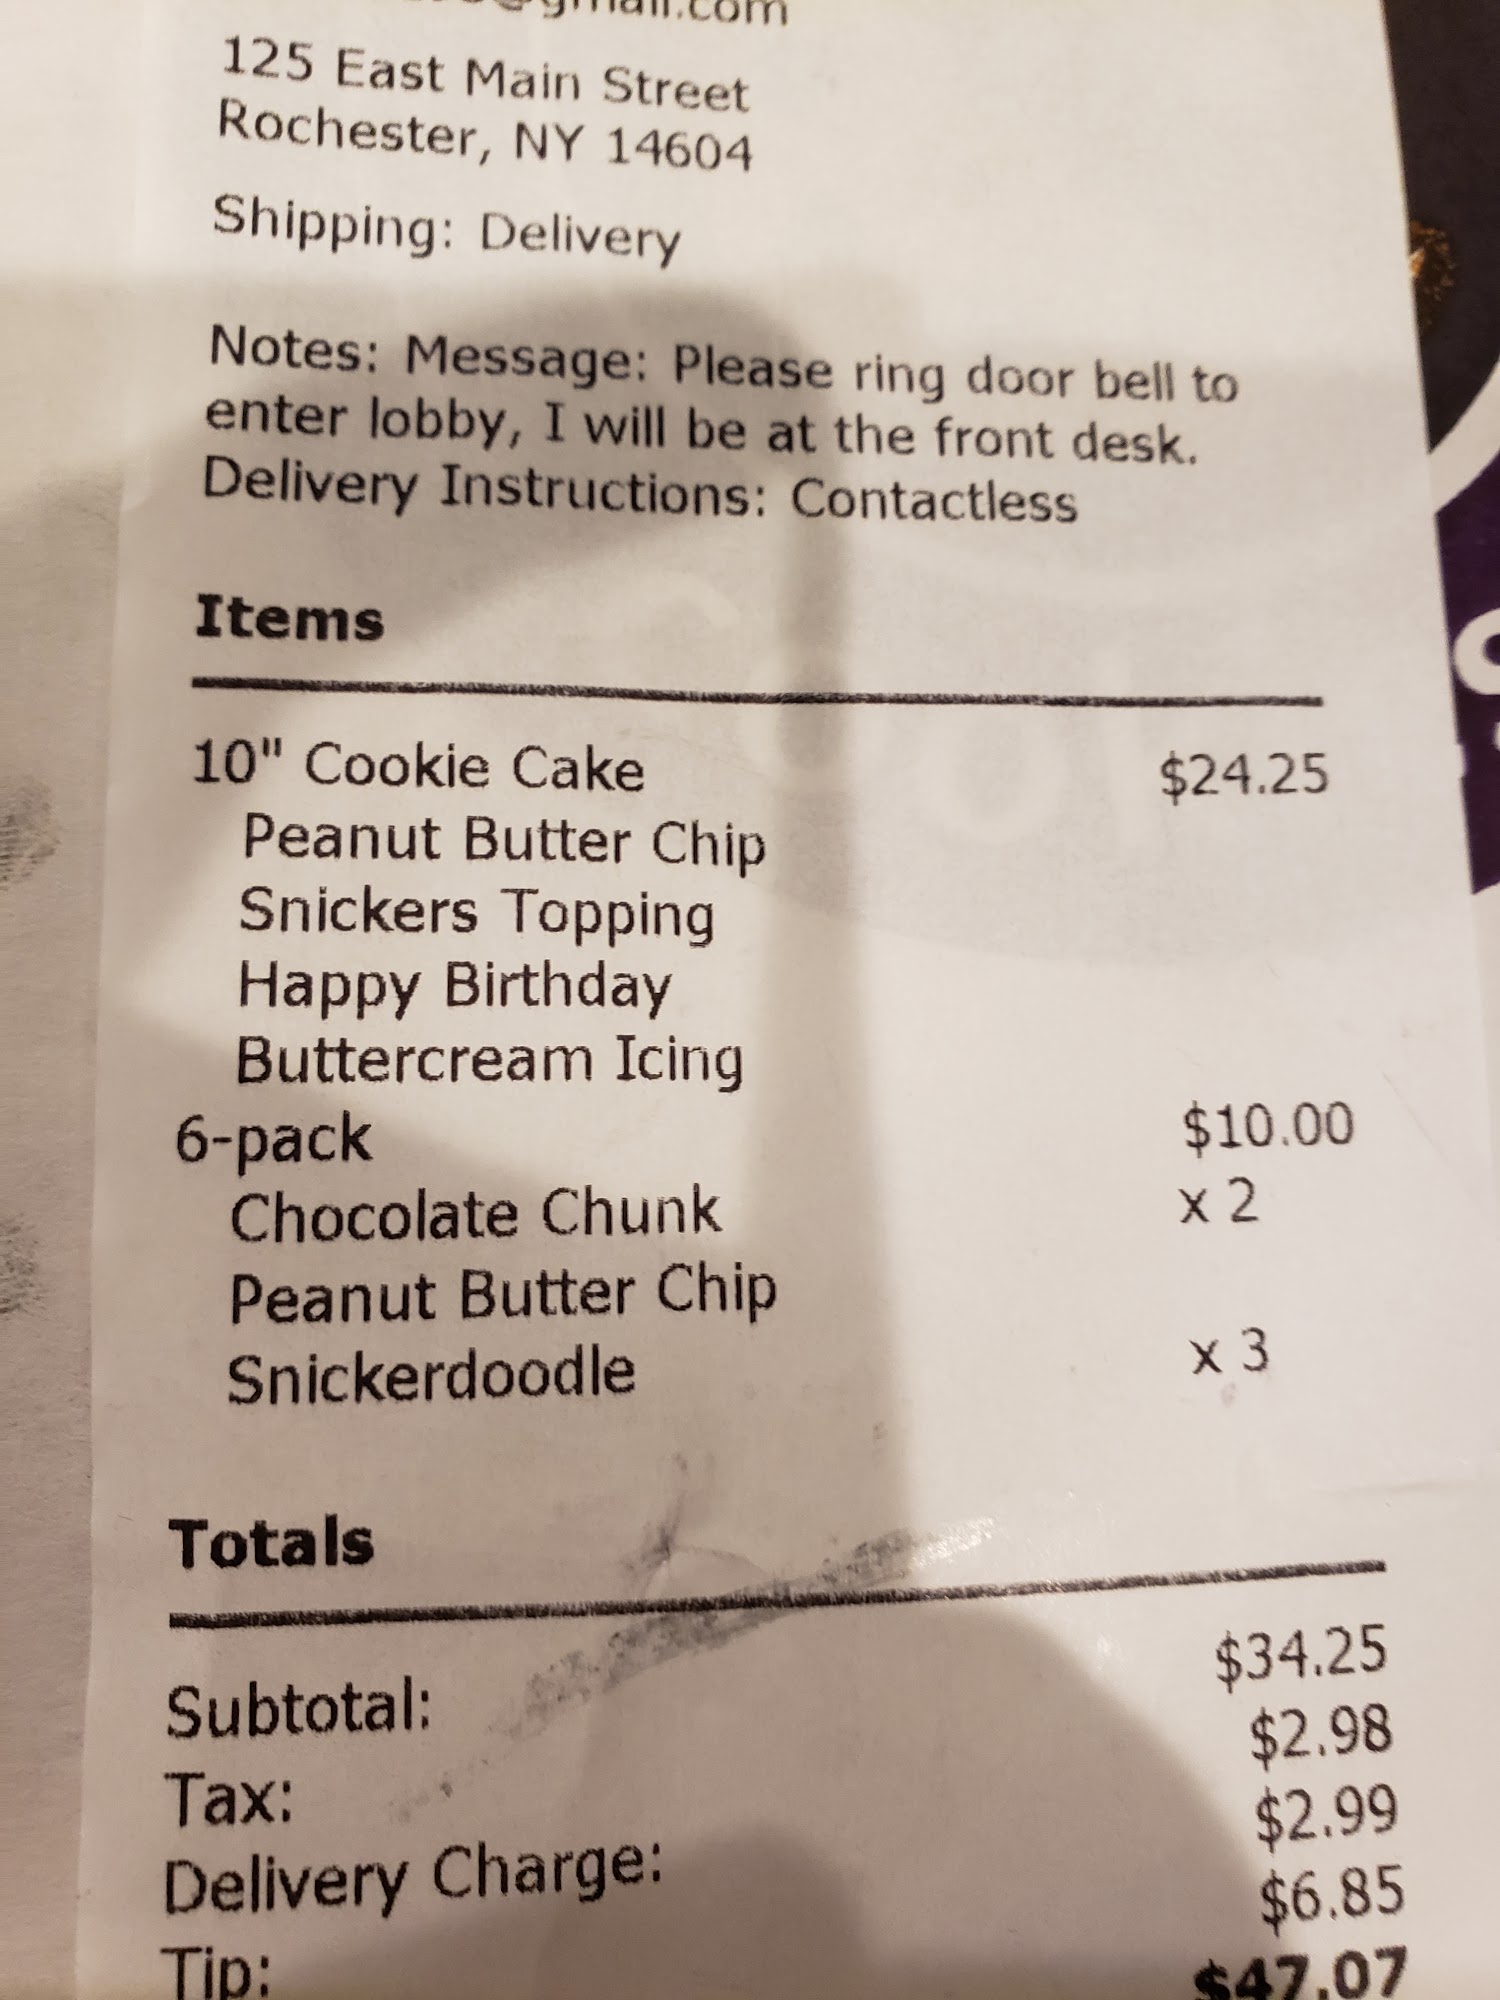 125 East Main Street
Rochester, NY 14604
Shipping: Delivery
Notes: Message: Please ring door bell to
enter lobby, I will be at the front desk.
Delivery Instructions: Contactless
Items
10" Cookie Cake $24.25
Peanut Butter Chip
Snickers Topping
Happy Birthday
Buttercream Icing
6-pack $10.00
Chocolate Chunk x 2
Peanut Butter Chip
Snickerdoodle x 3
Totals
Subtotal: $34.25
Tax: $2.98
Delivery Charge: $2.99
Tip: $6.85
$47.07